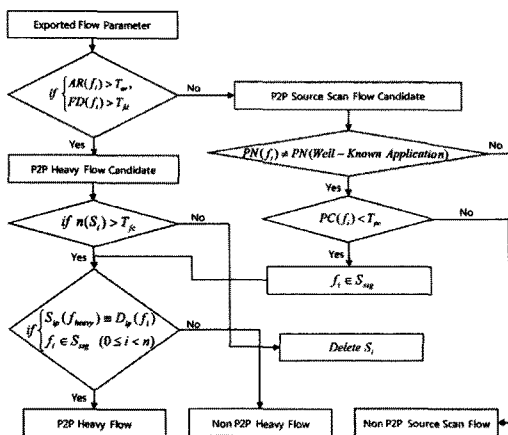 Exported Flow Parameter
if { AR(f_i) > T_ar,
FD(f_i) > T_fd
No
P2P Source Scan Flow Candidate
Yes
PN(f_i) ≠ PN(Well - Known Application)
No
P2P Heavy Flow Candidate
Yes
if n(S_i) > T_fc
No
PC(f_i) < T_pc
No
Yes
Yes
f_i ∈ S_ssg
if { S_ip(f_heavy) ≡ D_ip(f_i)
f_i ∈ S_ssg (0 ≤ i < n)
No
Delete S_i
Yes
P2P Heavy Flow
Non P2P Heavy Flow
Non P2P Source Scan Flow